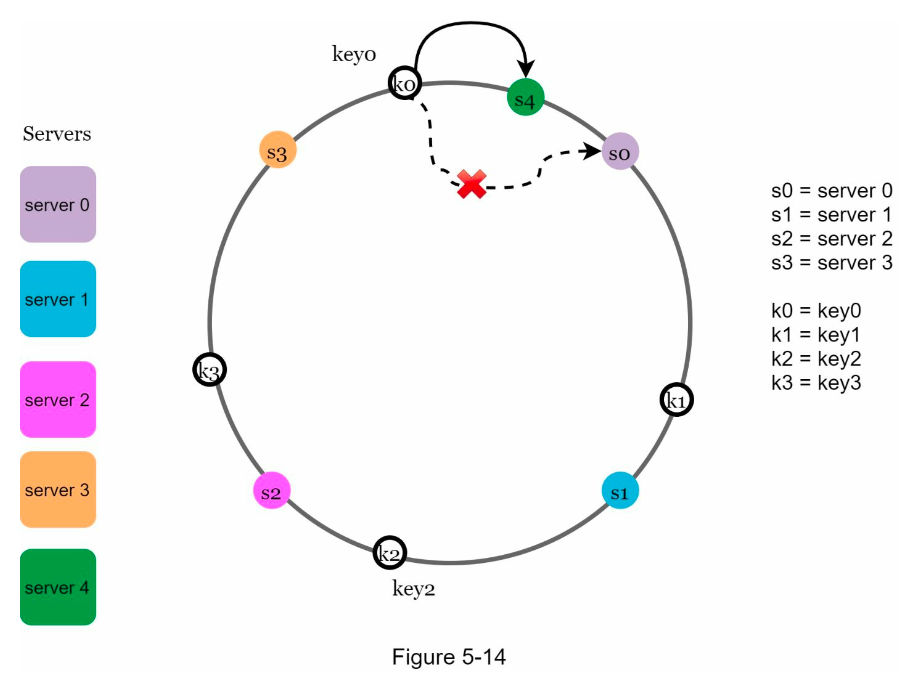 key0
k0
s4
Servers
s3
s0
server 0
s0 = server 0
s1 = server 1
s2 = server 2
s3 = server 3
server 1
k0 = key0
k1 = key1
k2 = key2
k3 = key3
k3
server 2
k1
server 3
s2
s1
k2
server 4
key2
Figure 5-14